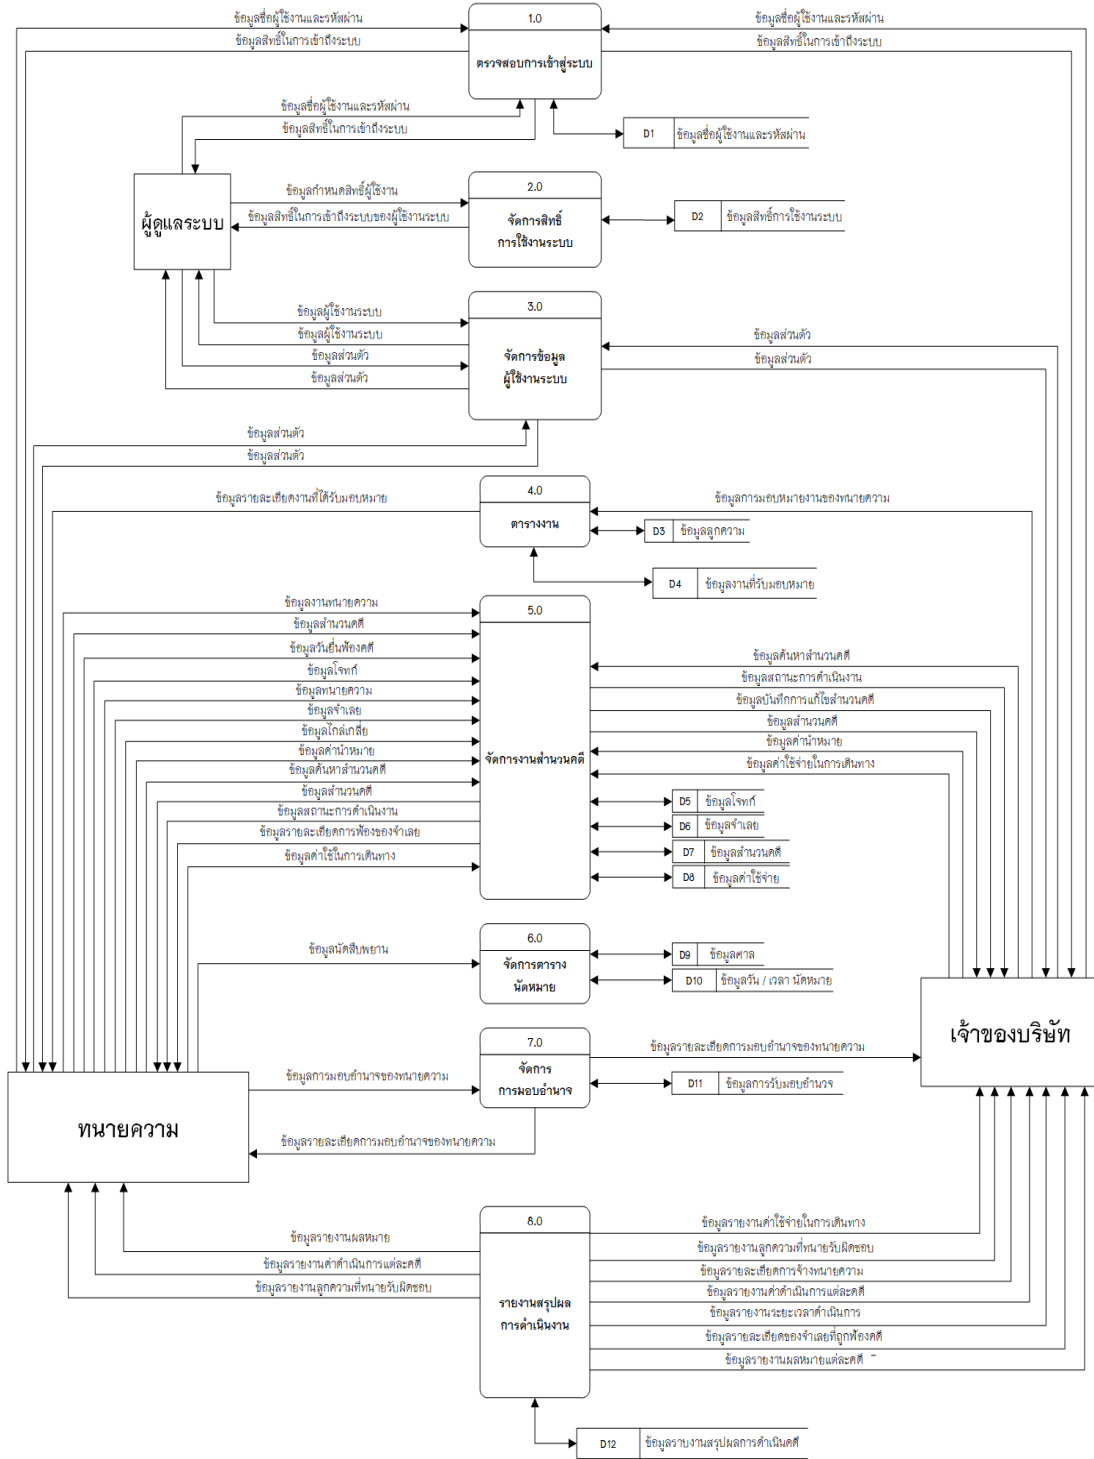 ข้อมูลชื่อผู้ใช้งานและรหัสผ่าน
1.0
ข้อมูลชื่อผู้ใช้งานและรหัสผ่าน
ข้อมูลสิทธิในการเข้าถึงระบบ
ข้อมูลสิทธิในการเข้าถึงระบบ
ตรวจสอบการเข้าสู่ระบบ
ข้อมูลชื่อผู้ใช้งานและรหัสผ่าน
ข้อมูลสิทธิ์ในการเข้าถึงระบบ
D1 ข้อมูลชื่อผู้ใช้งานและรหัสผ่าน
ผู้ดูแลระบบ
ข้อมูลกำหนดสิทธิ์ผู้ใช้งาน
ข้อมูลสิทธิในการเข้าถึงระบบของผู้ใช้งานระบบ
2.0
จัดการสิทธิ์
การใช้งานระบบ
D2 ข้อมูลสิทธิ์การใช้งานระบบ
3.0
ข้อมูลผู้ใช้งานระบบ
ข้อมูลผู้ใช้งานระบบ
ข้อมูลส่วนตัว
ข้อมูลส่วนตัว
จัดการข้อมูล
ผู้ใช้งานระบบ
ข้อมูลส่วนตัว
ข้อมูลส่วนตัว
ข้อมูลส่วนตัว
ข้อมูลส่วนตัว
ข้อมูลรายละเอียดงานที่ได้รับมอบหมาย
4.0
ตารางงาน
ข้อมูลการมอบหมายงานของทนายความ
D3 ข้อมูลลูกความ
D4 ข้อมูลงานที่รับมอบหมาย
5.0
จัดการงานสำนวนคดี
ข้อมูลงานทนายความ
ข้อมูลสำนวนคดี
ข้อมูลวันยื่นฟ้องคดี
ข้อมูลโจทก์
ข้อมูลทนายความ
ข้อมูลจำเลย
ข้อมูลไกล่เกลี่ย
ข้อมูลค่านำหมาย
ข้อมูลค้นหาสำนวนคดี
ข้อมูลสำนวนคดี
ข้อมูลสถานะการดำเนินงาน
ข้อมูลรายละเอียดการฟ้องของจำเลย
ข้อมูลค่าใช้ในการเดินทาง
ข้อมูลค้นหาสำนวนคดี
ข้อมูลสถานะการดำเนินงาน
ข้อมูลบันทึกการแก้ไขสำนวนคดี
ข้อมูลสำนวนคดี
ข้อมูลค่านำหมาย
ข้อมูลค่าใช้จ่ายในการเดินทาง
D5 ข้อมูลโจทก์
D6 ข้อมูลจำเลย
D7 ข้อมูลสำนวนคดี
D8 ข้อมูลค่าใช้จ่าย
ข้อมูลนัดสืบพยาน
6.0
จัดการตาราง
นัดหมาย
D9 ข้อมูลศาล
D10 ข้อมูลวัน / เวลา นัดหมาย
เจ้าของบริษัท
7.0
จัดการ
การมอบอำนาจ
ข้อมูลรายละเอียดการมอบอำนาจของทนายความ
D11 ข้อมูลการรับมอบอำนวจ
ข้อมูลการมอบอำนาจของทนายความ
ทนายความ
ข้อมูลรายละเอียดการมอบอำนาจของทนายความ
8.0
รายงานสรุปผล
การดำเนินงาน
ข้อมูลรายงานผลหมาย
ข้อมูลรายงานค่าดำเนินการแต่ละคดี
ข้อมูลรายงานลูกความที่ทนายรับผิดชอบ
ข้อมูลรายงานค่าใช้จ่ายในการเดินทาง
ข้อมูลรายงานลูกความที่ทนายรับผิดชอบ
ข้อมูลรายละเอียดการจ้างทนายความ
ข้อมูลรายงานค่าดำเนินการแต่ละคดี
ข้อมูลรายงานระยะเวลาดำเนินการ
ข้อมูลรายละเอียดของจำเลยที่ถูกฟ้องคดี
ข้อมูลรายงานผลหมายแต่ละคดี
D12 ข้อมูลราบงานสรุปผลการดำเนินคดี